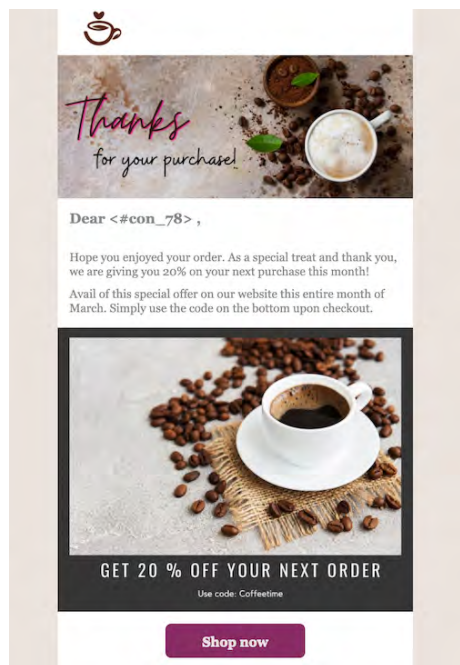 Thanks
for your purchase!
Dear <#con_78> ,
Hope you enjoyed your order. As a special treat and thank you,
we are giving you 20% on your next purchase this month!
Avail of this special offer on our website this entire month of
March. Simply use the code on the bottom upon checkout.
GET 20 % OFF YOUR NEXT ORDER
Use code: Coffeetime
Shop now